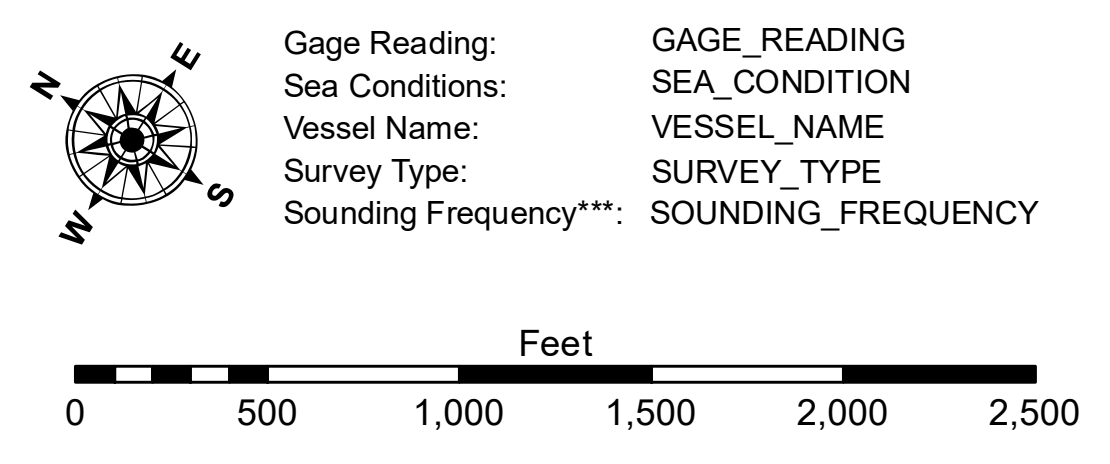 N
E
S
W
Gage Reading: GAGE_READING
Sea Conditions: SEA_CONDITION
Vessel Name: VESSEL_NAME
Survey Type: SURVEY_TYPE
Sounding Frequency***: SOUNDING_FREQUENCY
Feet
0 500 1,000 1,500 2,000 2,500